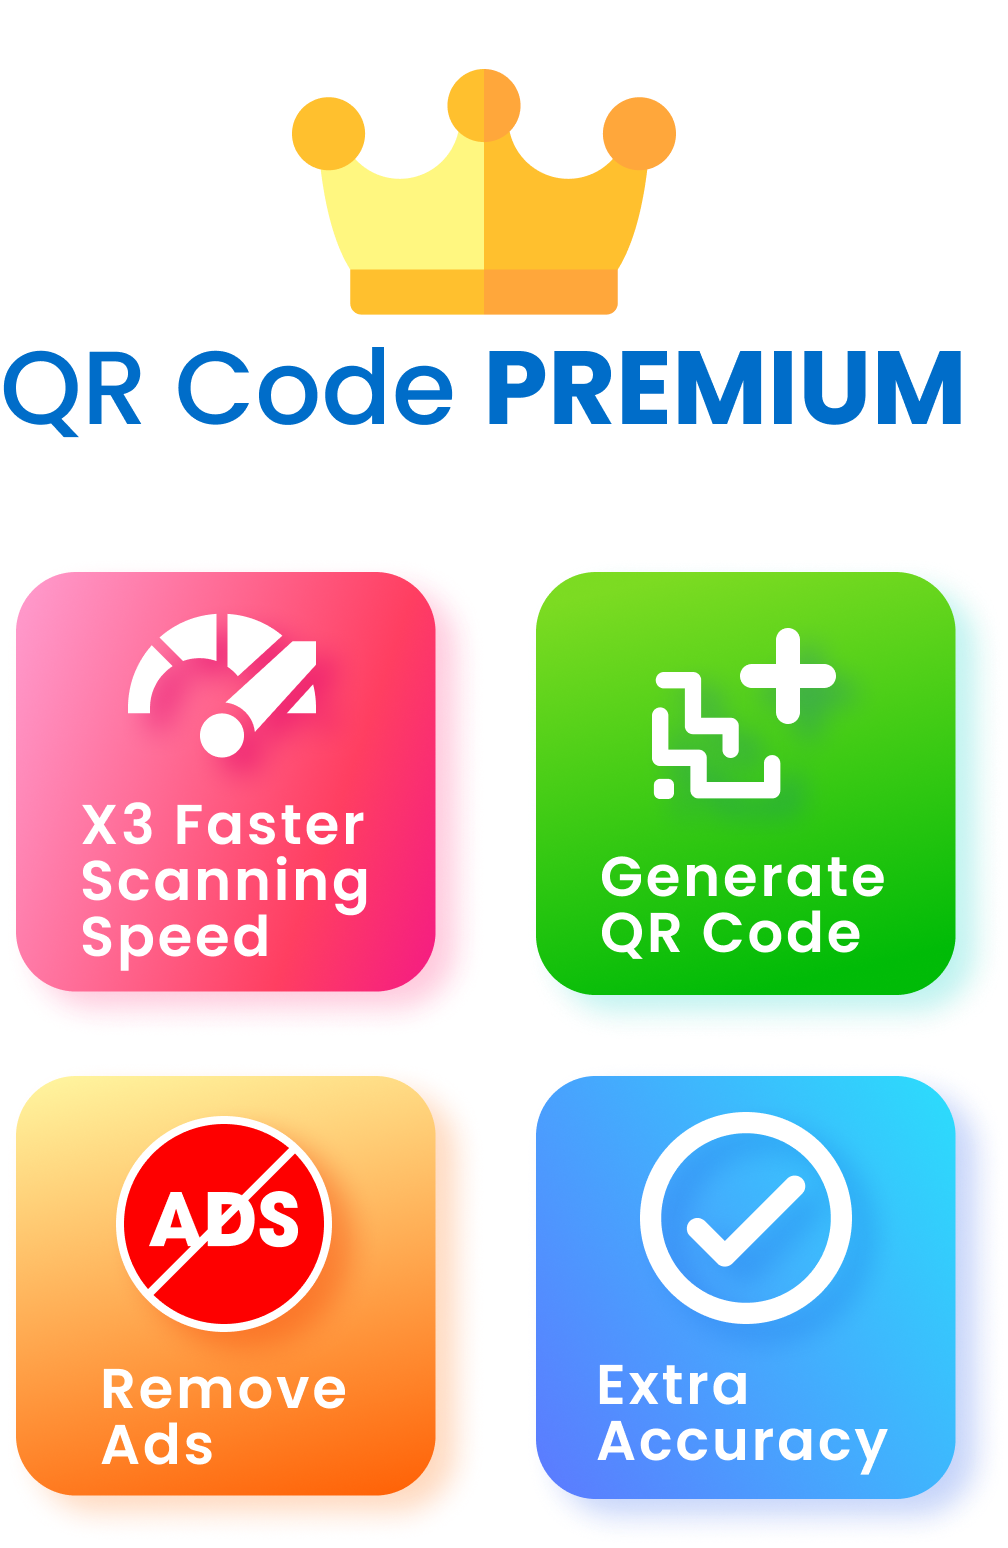 QR Code PREMIUM
X3 Faster
Scanning
Speed
Generate
QR Code
ADS
Remove
Ads
Extra
Accuracy